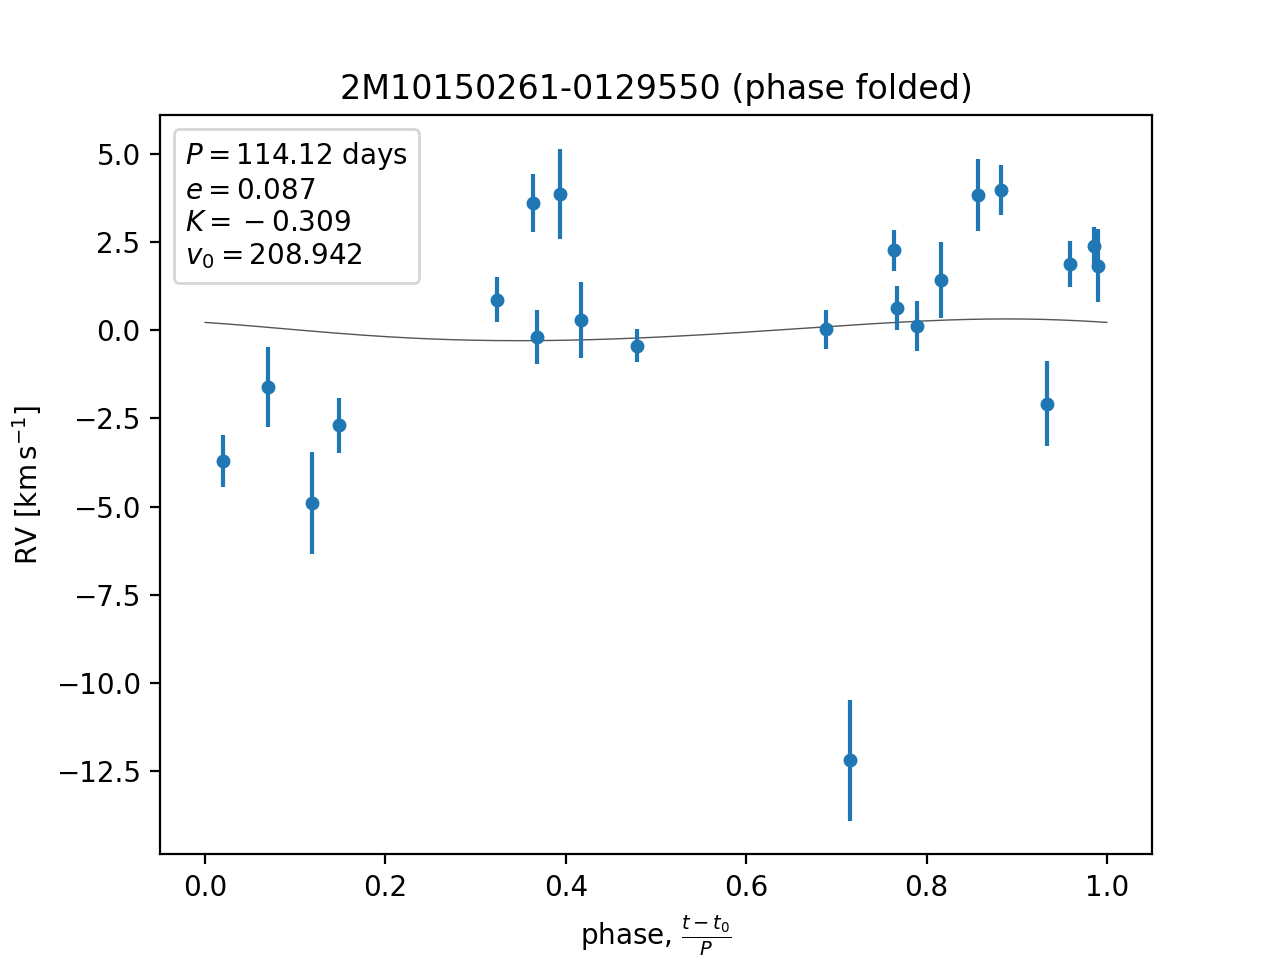 2M10150261-0129550 (phase folded)
P = 114.12 days
e = 0.087
K = −0.309
v₀ = 208.942
RV [km s⁻¹]
5.0
2.5
0.0
−2.5
−5.0
−7.5
−10.0
−12.5
0.0 0.2 0.4 0.6 0.8 1.0
phase, (t − t₀)/P